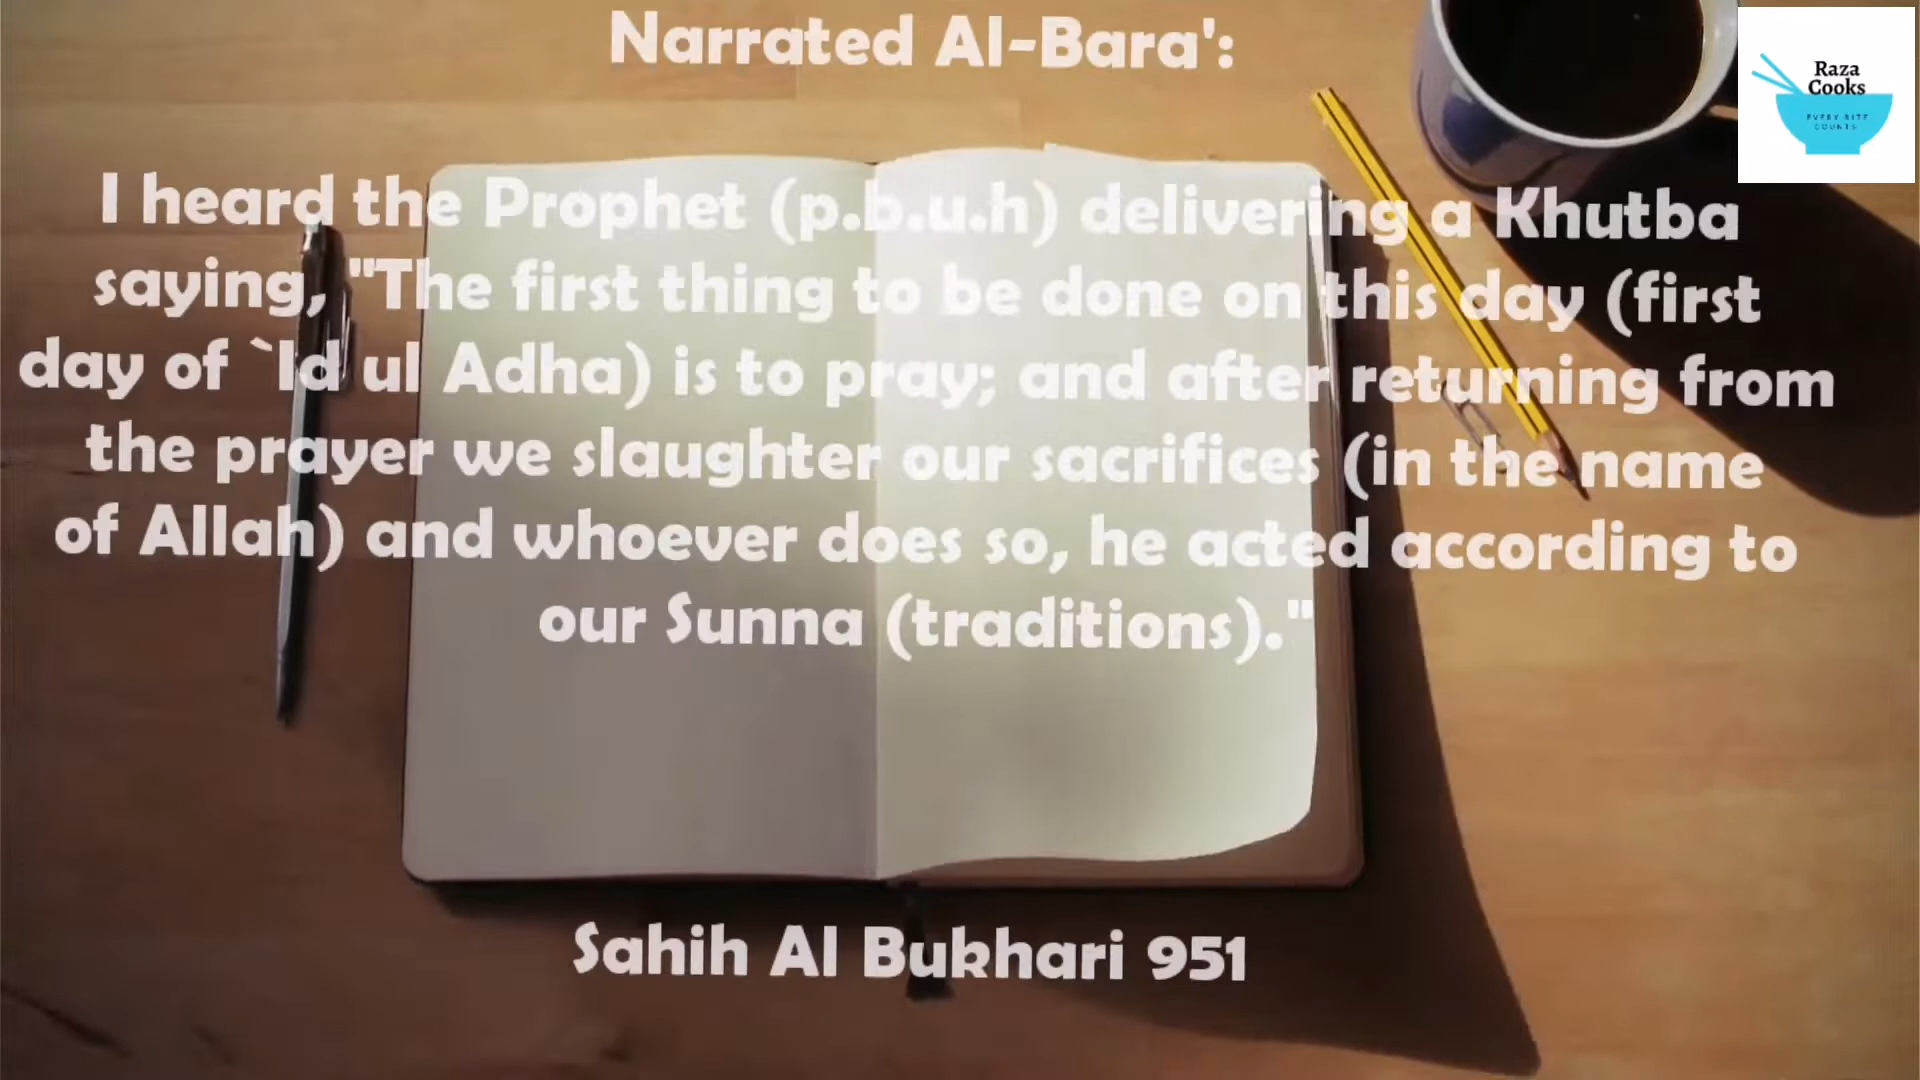 Narrated Al-Bara':
Raza
Cooks
EVERY BITE
COUNTS
I heard the Prophet (p.b.u.h) delivering a Khutba
saying, "The first thing to be done on this day (first
day of `Id ul Adha) is to pray; and after returning from
the prayer we slaughter our sacrifices (in the name
of Allah) and whoever does so, he acted according to
our Sunna (traditions)."
Sahih Al Bukhari 951